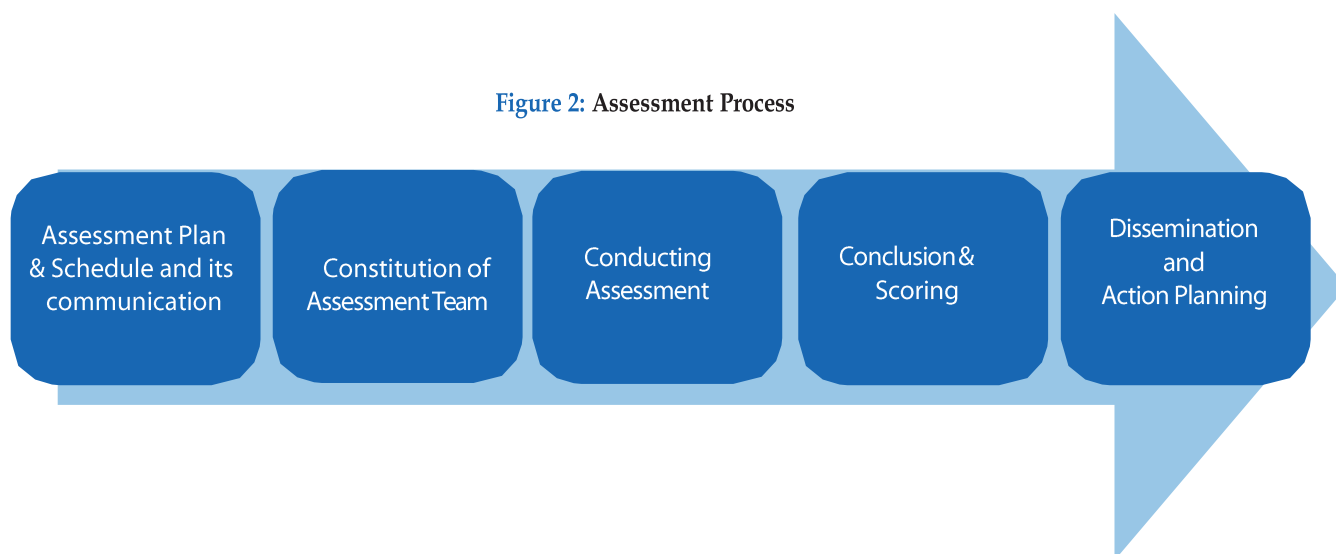 Figure 2: Assessment Process
Assessment Plan
& Schedule and its
communication
Constitution of
Assessment Team
Conducting
Assessment
Conclusion &
Scoring
Dissemination
and
Action Planning